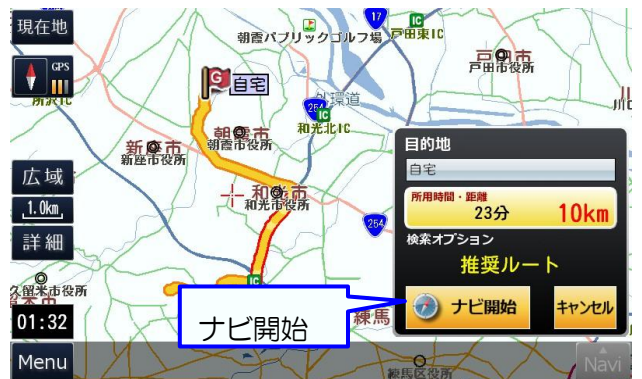 現在地
GPS
所沢IC
広域
1.0km
詳細
久留米市役所
01:32
Menu
17
IC
朝霞パブリックゴルフ場
戸田東IC
戸田市
戸田市役所
川口
G
自宅
外環道
254
IC
和光北IC
朝霞市
朝霞市役所
新座市
新座市役所
和光市
和光市役所
254
IC
練馬
練馬区役所
目的地
自宅
所用時間・距離
23分
10km
検索オプション
推奨ルート
ナビ開始
キャンセル
ナビ開始
Navi